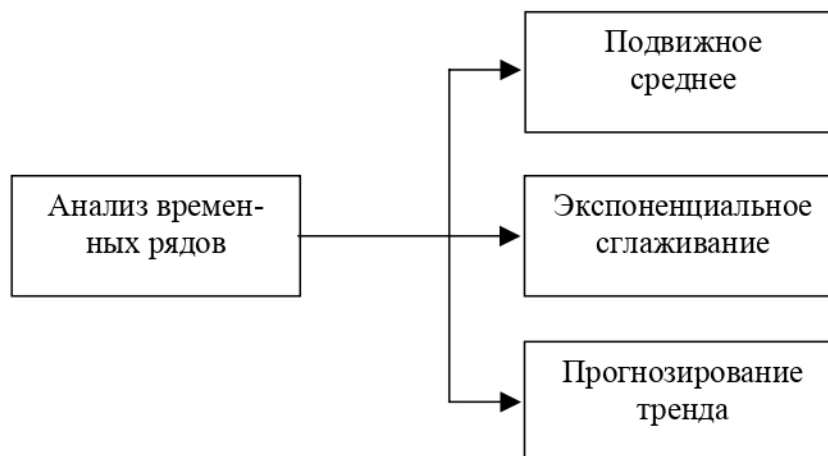 Подвижное
среднее
Анализ времен-
ных рядов
Экспоненциальное
сглаживание
Прогнозирование
тренда